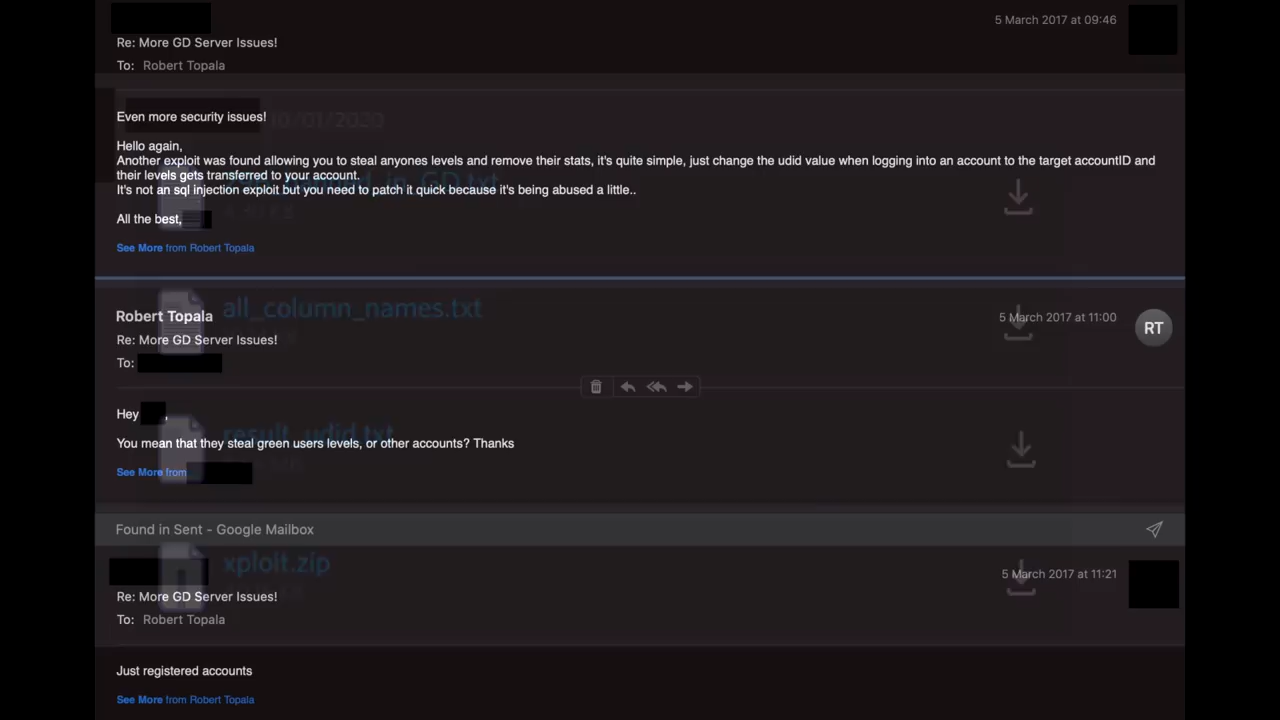 5 March 2017 at 09:46
Re: More GD Server Issues!
To: Robert Topala
Even more security issues!
10/01/2020
Hello again,
Another exploit was found allowing you to steal anyones levels and remove their stats, it's quite simple, just change the udid value when logging into an account to the target accountID and
their levels gets transferred to your account.
in_GD.txt
It's not an sql injection exploit but you need to patch it quick because it's being abused a little..
All the best,
See More from Robert Topala
all_column_names.txt
Robert Topala
5 March 2017 at 11:00
RT
Re: More GD Server Issues!
To:
Hey ,
result_udid.txt
You mean that they steal green users levels, or other accounts? Thanks
See More from
Found in Sent - Google Mailbox
xploit.zip
5 March 2017 at 11:21
Re: More GD Server Issues!
To: Robert Topala
Just registered accounts
See More from Robert Topala